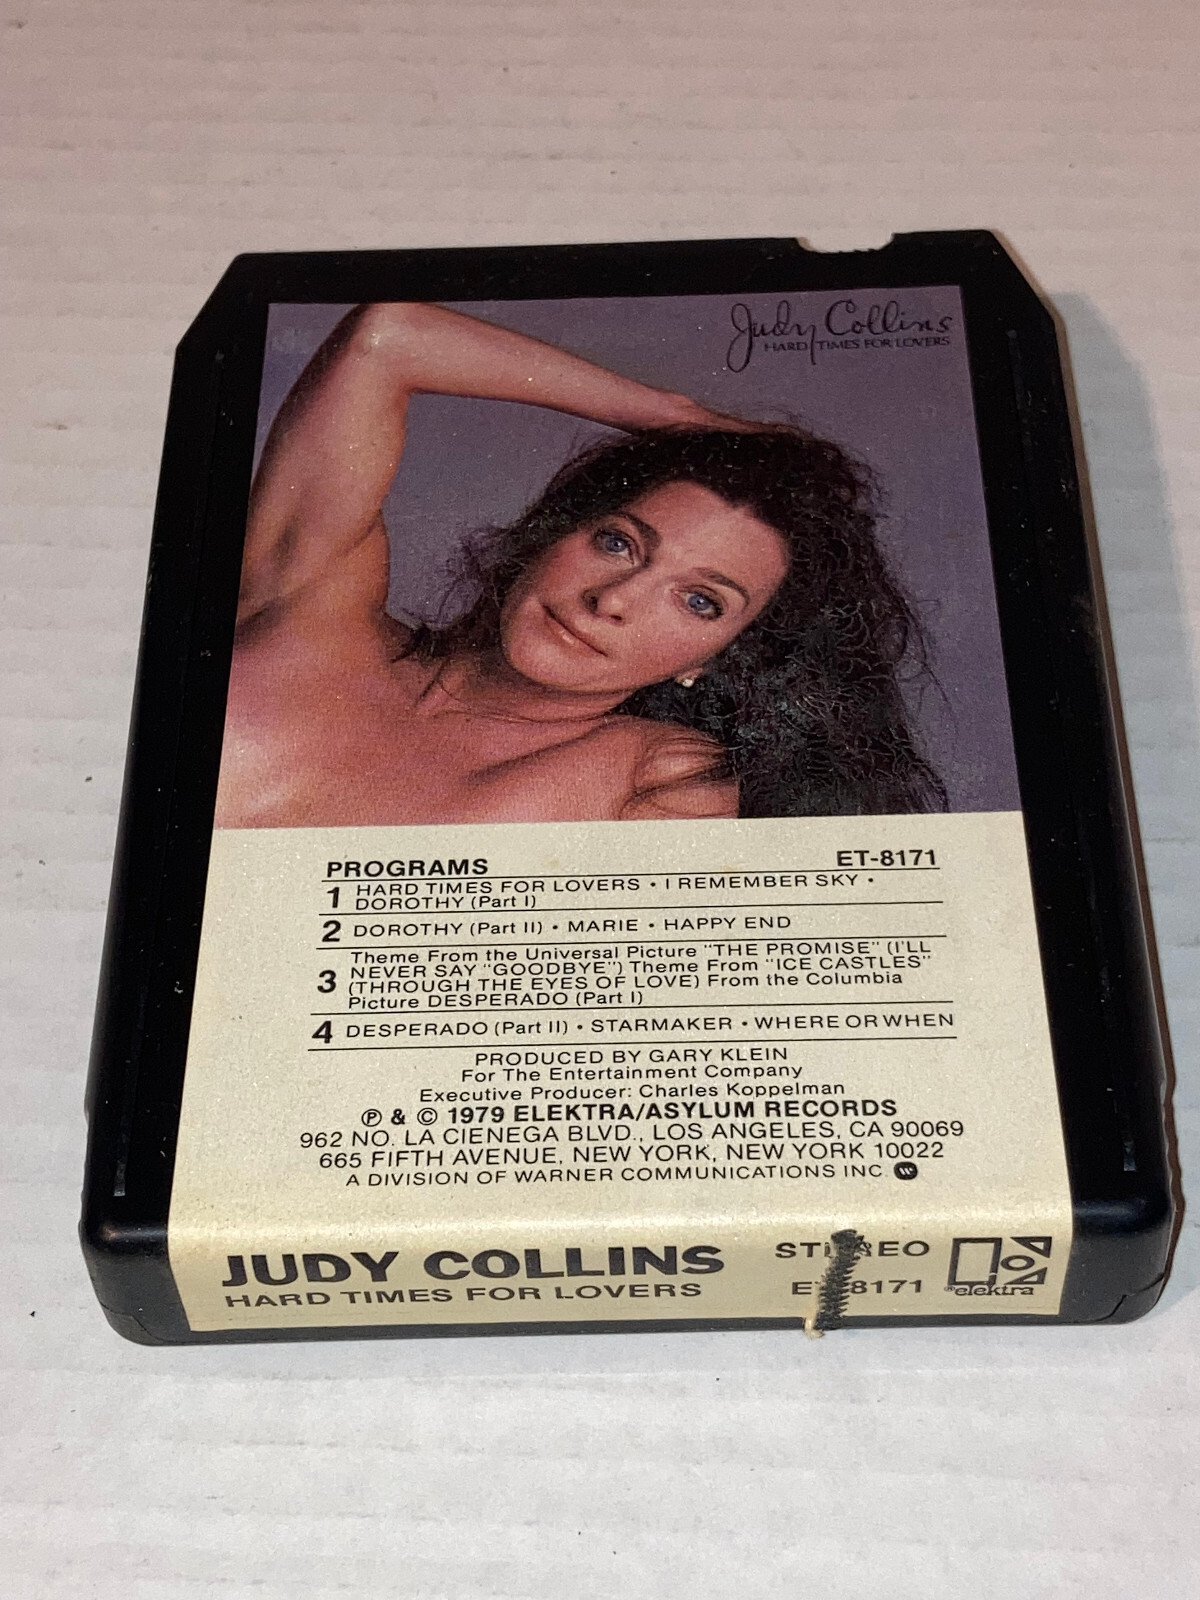 Judy Collins
HARD TIMES FOR LOVERS
PROGRAMS ET-8171
1 HARD TIMES FOR LOVERS • I REMEMBER SKY •
DOROTHY (Part I)
2 DOROTHY (Part II) • MARIE • HAPPY END
3 Theme From the Universal Picture "THE PROMISE" (I'LL
NEVER SAY "GOODBYE") Theme From "ICE CASTLES"
(THROUGH THE EYES OF LOVE) From the Columbia
Picture DESPERADO (Part I)
4 DESPERADO (Part II) • STARMAKER • WHERE OR WHEN
PRODUCED BY GARY KLEIN
For The Entertainment Company
Executive Producer: Charles Koppelman
℗ & © 1979 ELEKTRA/ASYLUM RECORDS
962 NO. LA CIENEGA BLVD., LOS ANGELES, CA 90069
665 FIFTH AVENUE, NEW YORK, NEW YORK 10022
A DIVISION OF WARNER COMMUNICATIONS INC.
JUDY COLLINS STEREO
HARD TIMES FOR LOVERS ET-8171
elektra